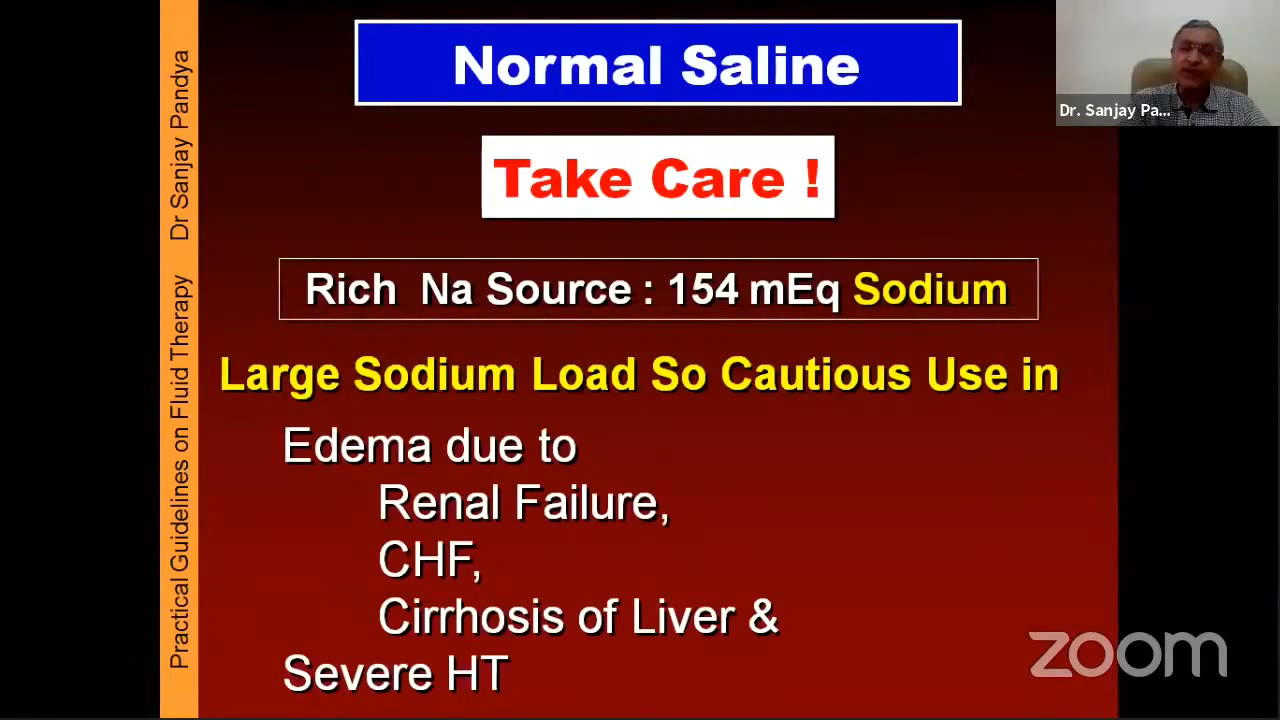 Normal Saline
Take Care !
Rich Na Source : 154 mEq Sodium
Large Sodium Load So Cautious Use in
Edema due to
Renal Failure,
CHF,
Cirrhosis of Liver &
Severe HT
Practical Guidelines on Fluid Therapy Dr Sanjay Pandya
Dr. Sanjay Pa...
zoom